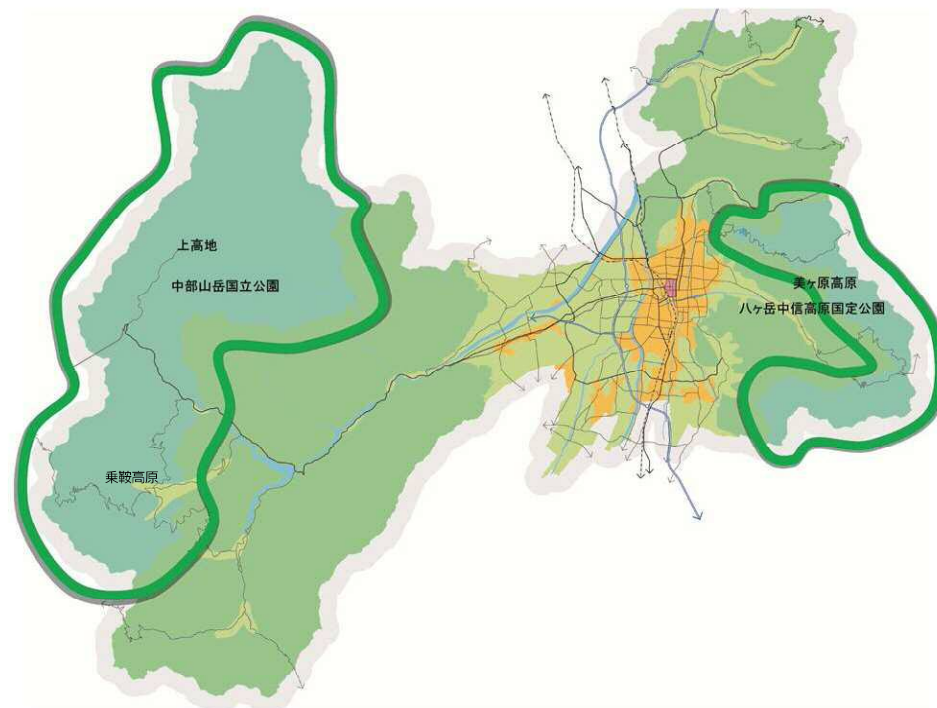 上高地
中部山岳国立公園
乗鞍高原
美ヶ原高原
八ヶ岳中信高原国定公園